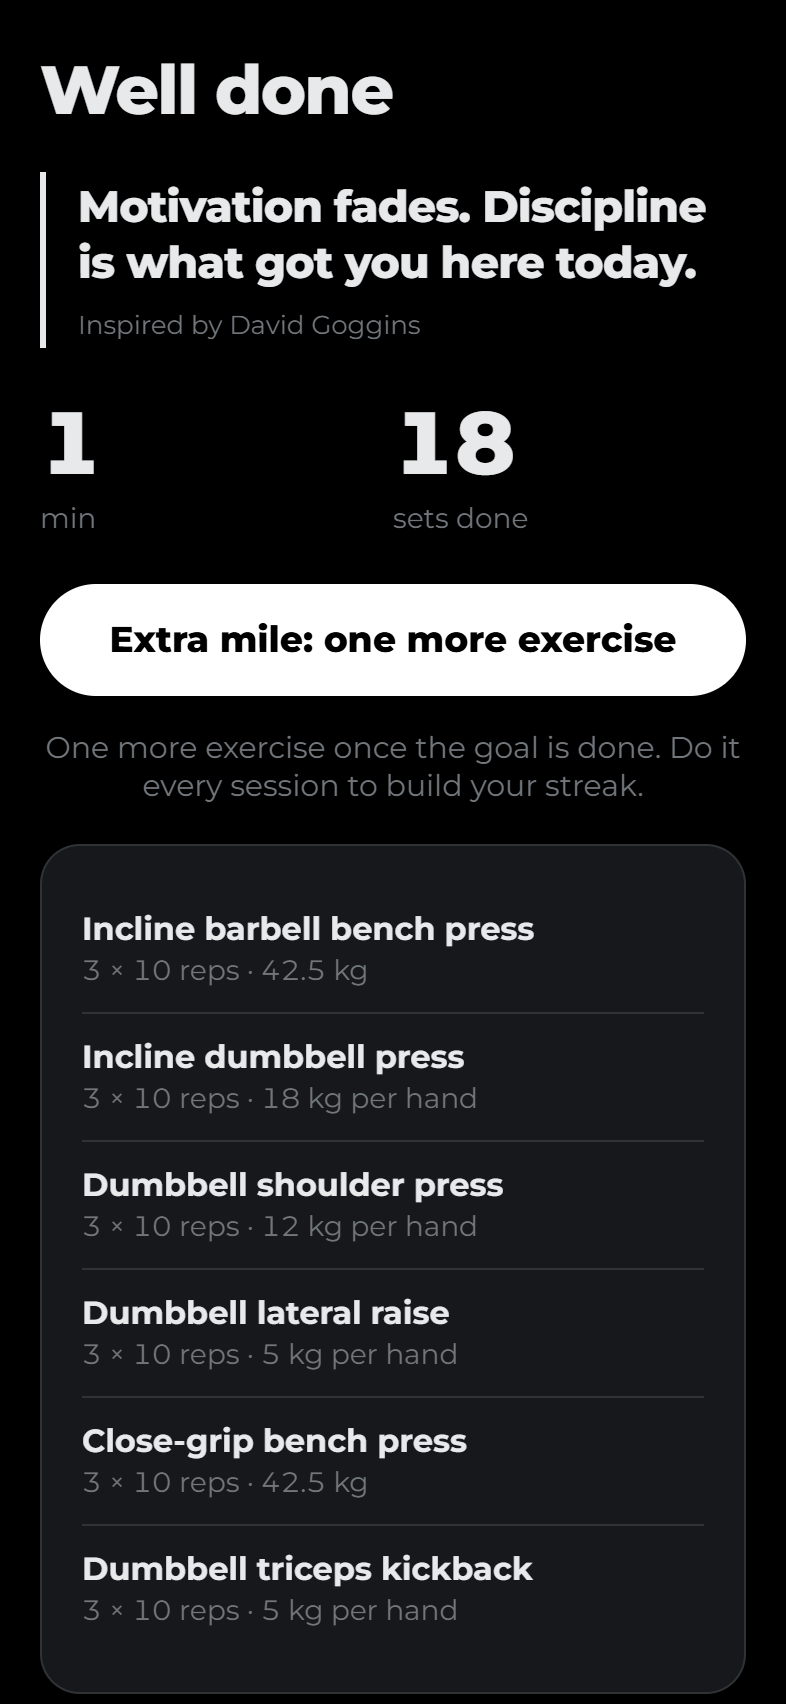 Well done
Motivation fades. Discipline
is what got you here today.
Inspired by David Goggins
1
min
18
sets done
Extra mile: one more exercise
One more exercise once the goal is done. Do it
every session to build your streak.
Incline barbell bench press
3 × 10 reps · 42.5 kg
Incline dumbbell press
3 × 10 reps · 18 kg per hand
Dumbbell shoulder press
3 × 10 reps · 12 kg per hand
Dumbbell lateral raise
3 × 10 reps · 5 kg per hand
Close-grip bench press
3 × 10 reps · 42.5 kg
Dumbbell triceps kickback
3 × 10 reps · 5 kg per hand